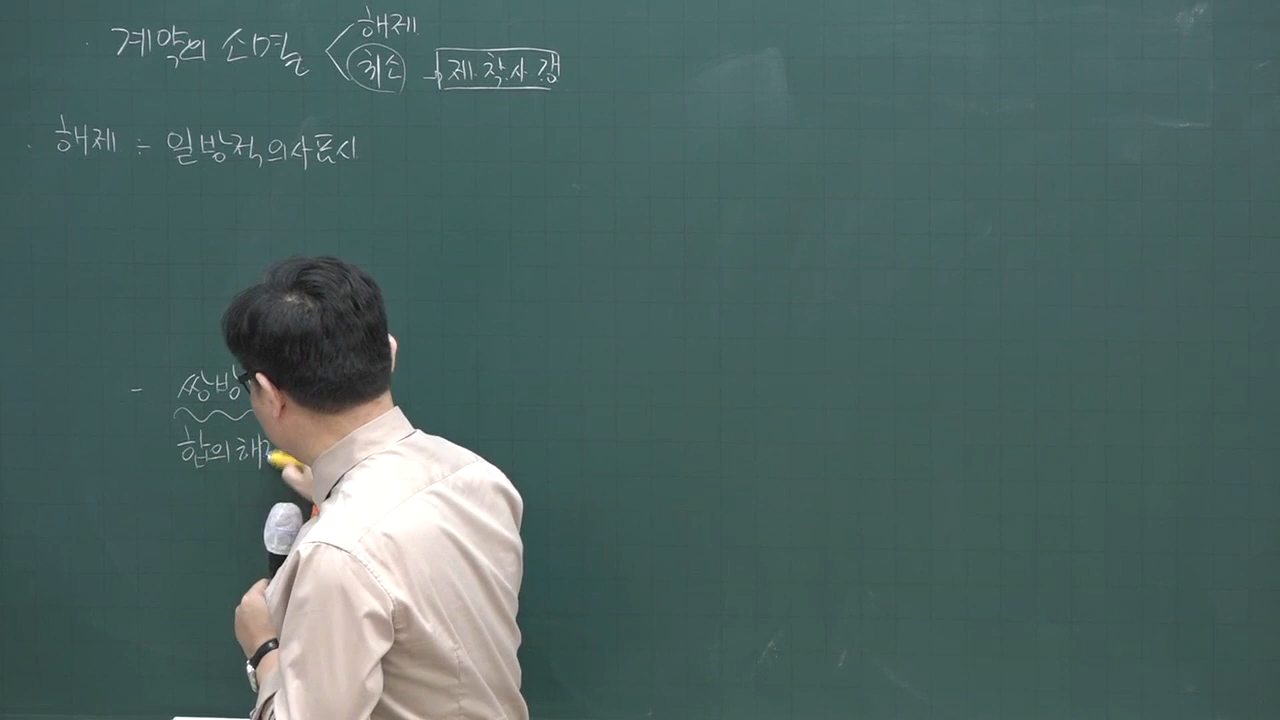 · 계약의 소멸 < 해제
취소 → 제.착.사.강
· 해제 : 일방적의사표시
- 쌍방
합의해